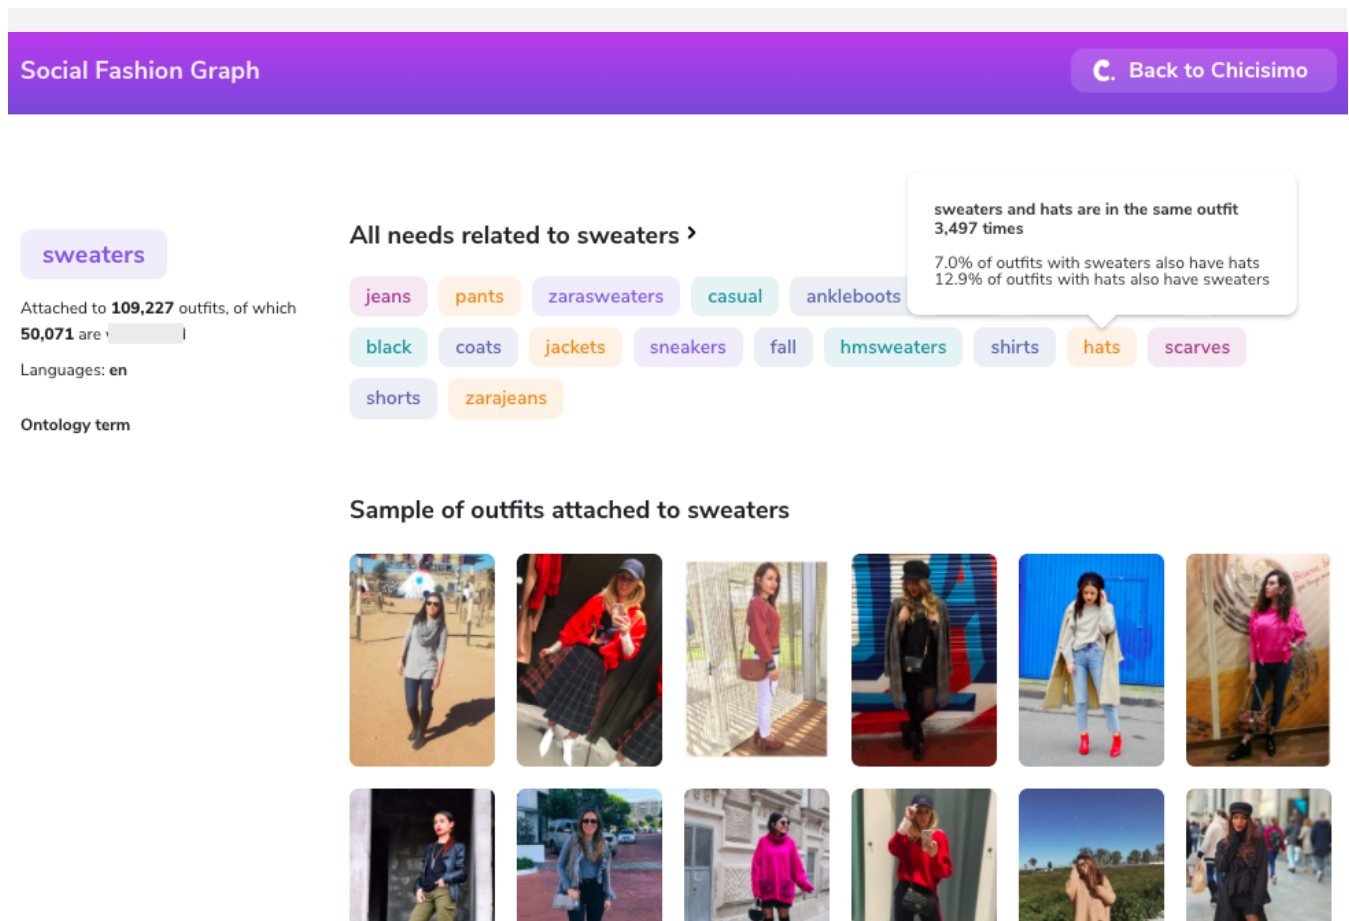 Social Fashion Graph
C. Back to Chicisimo
sweaters
Attached to 109,227 outfits, of which
50,071 are
Languages: en
Ontology term
All needs related to sweaters
sweaters and hats are in the same outfit
3,497 times
7.0% of outfits with sweaters also have hats
12.9% of outfits with hats also have sweaters
jeans pants zarasweaters casual ankleboots
black coats jackets sneakers fall hmsweaters shirts hats scarves
shorts zarajeans
Sample of outfits attached to sweaters